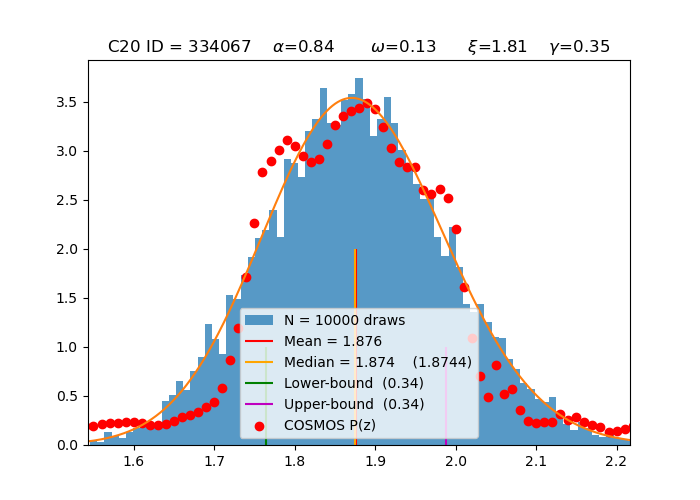 C20 ID = 334067 α=0.84 ω=0.13 ξ=1.81 γ=0.35
3.5
3.0
2.5
2.0
1.5
1.0
0.5
0.0
N = 10000 draws
Mean = 1.876
Median = 1.874 (1.8744)
Lower-bound (0.34)
Upper-bound (0.34)
COSMOS P(z)
1.6 1.7 1.8 1.9 2.0 2.1 2.2